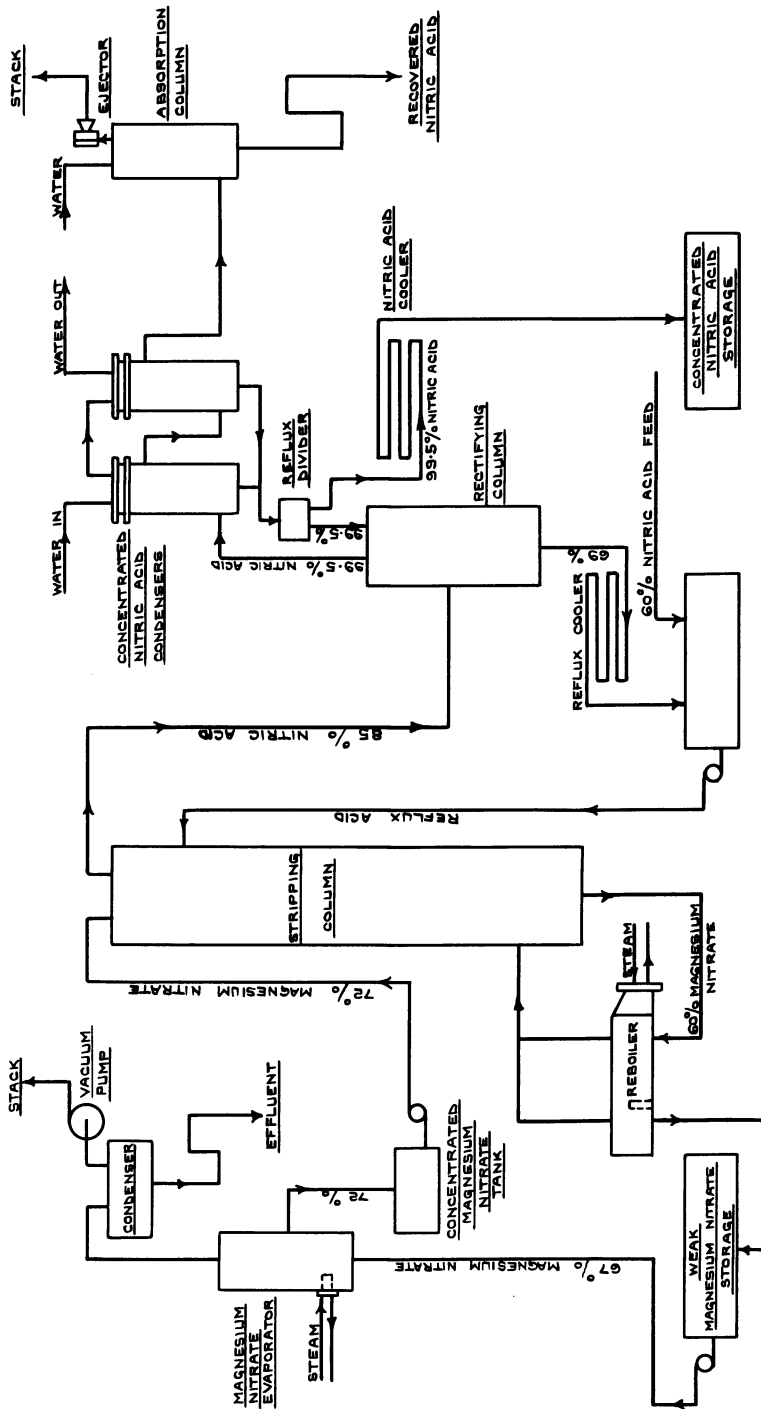 STACK
EJECTOR
ABSORPTION
COLUMN
WATER
RECOVERED
NITRIC ACID
WATER OUT
WATER IN
CONCENTRATED
NITRIC ACID
CONDENSERS
REFLUX
DIVIDER
NITRIC ACID
COOLER
99·5% NITRIC ACID
99·5%
99·5% NITRIC ACID
RECTIFYING
COLUMN
69%
CONCENTRATED
NITRIC ACID
STORAGE
REFLUX COOLER
60% NITRIC ACID FEED
85% NITRIC ACID
REFLUX ACID
STRIPPING
COLUMN
72% MAGNESIUM NITRATE
STEAM
60% MAGNESIUM
NITRATE
REBOILER
STACK
VACUUM
PUMP
CONDENSER
EFFLUENT
72%
CONCENTRATED
MAGNESIUM
NITRATE
TANK
MAGNESIUM
NITRATE
EVAPORATOR
STEAM
67% MAGNESIUM NITRATE
WEAK
MAGNESIUM NITRATE
STORAGE